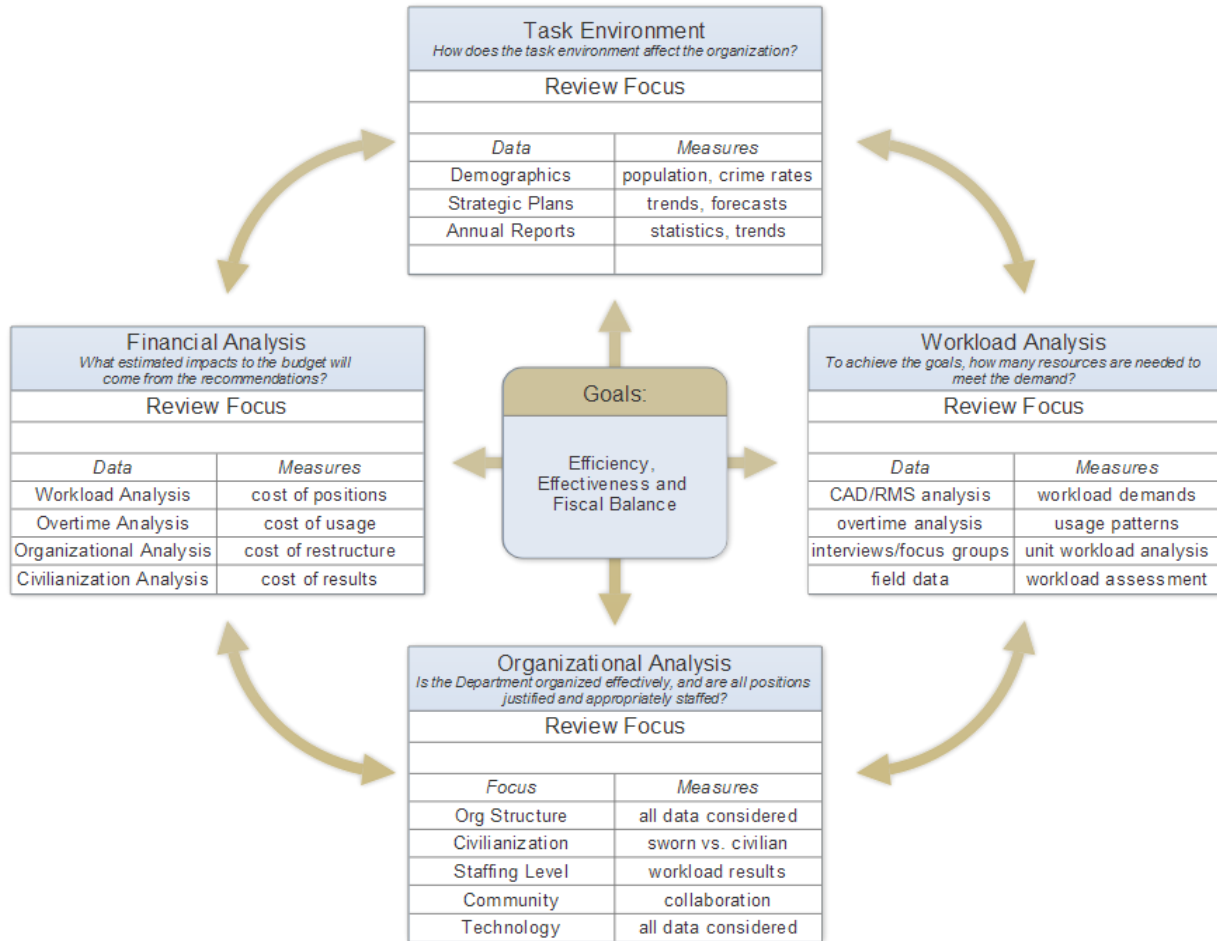 Task Environment
How does the task environment affect the organization?
Review Focus
Data Measures
Demographics population, crime rates
Strategic Plans trends, forecasts
Annual Reports statistics, trends
Financial Analysis
What estimated impacts to the budget will
come from the recommendations?
Review Focus
Data Measures
Workload Analysis cost of positions
Overtime Analysis cost of usage
Organizational Analysis cost of restructure
Civilianization Analysis cost of results
Goals:
Efficiency,
Effectiveness and
Fiscal Balance
Workload Analysis
To achieve the goals, how many resources are needed to
meet the demand?
Review Focus
Data Measures
CAD/RMS analysis workload demands
overtime analysis usage patterns
interviews/focus groups unit workload analysis
field data workload assessment
Organizational Analysis
Is the Department organized effectively, and are all positions
justified and appropriately staffed?
Review Focus
Focus Measures
Org Structure all data considered
Civilianization sworn vs. civilian
Staffing Level workload results
Community collaboration
Technology all data considered